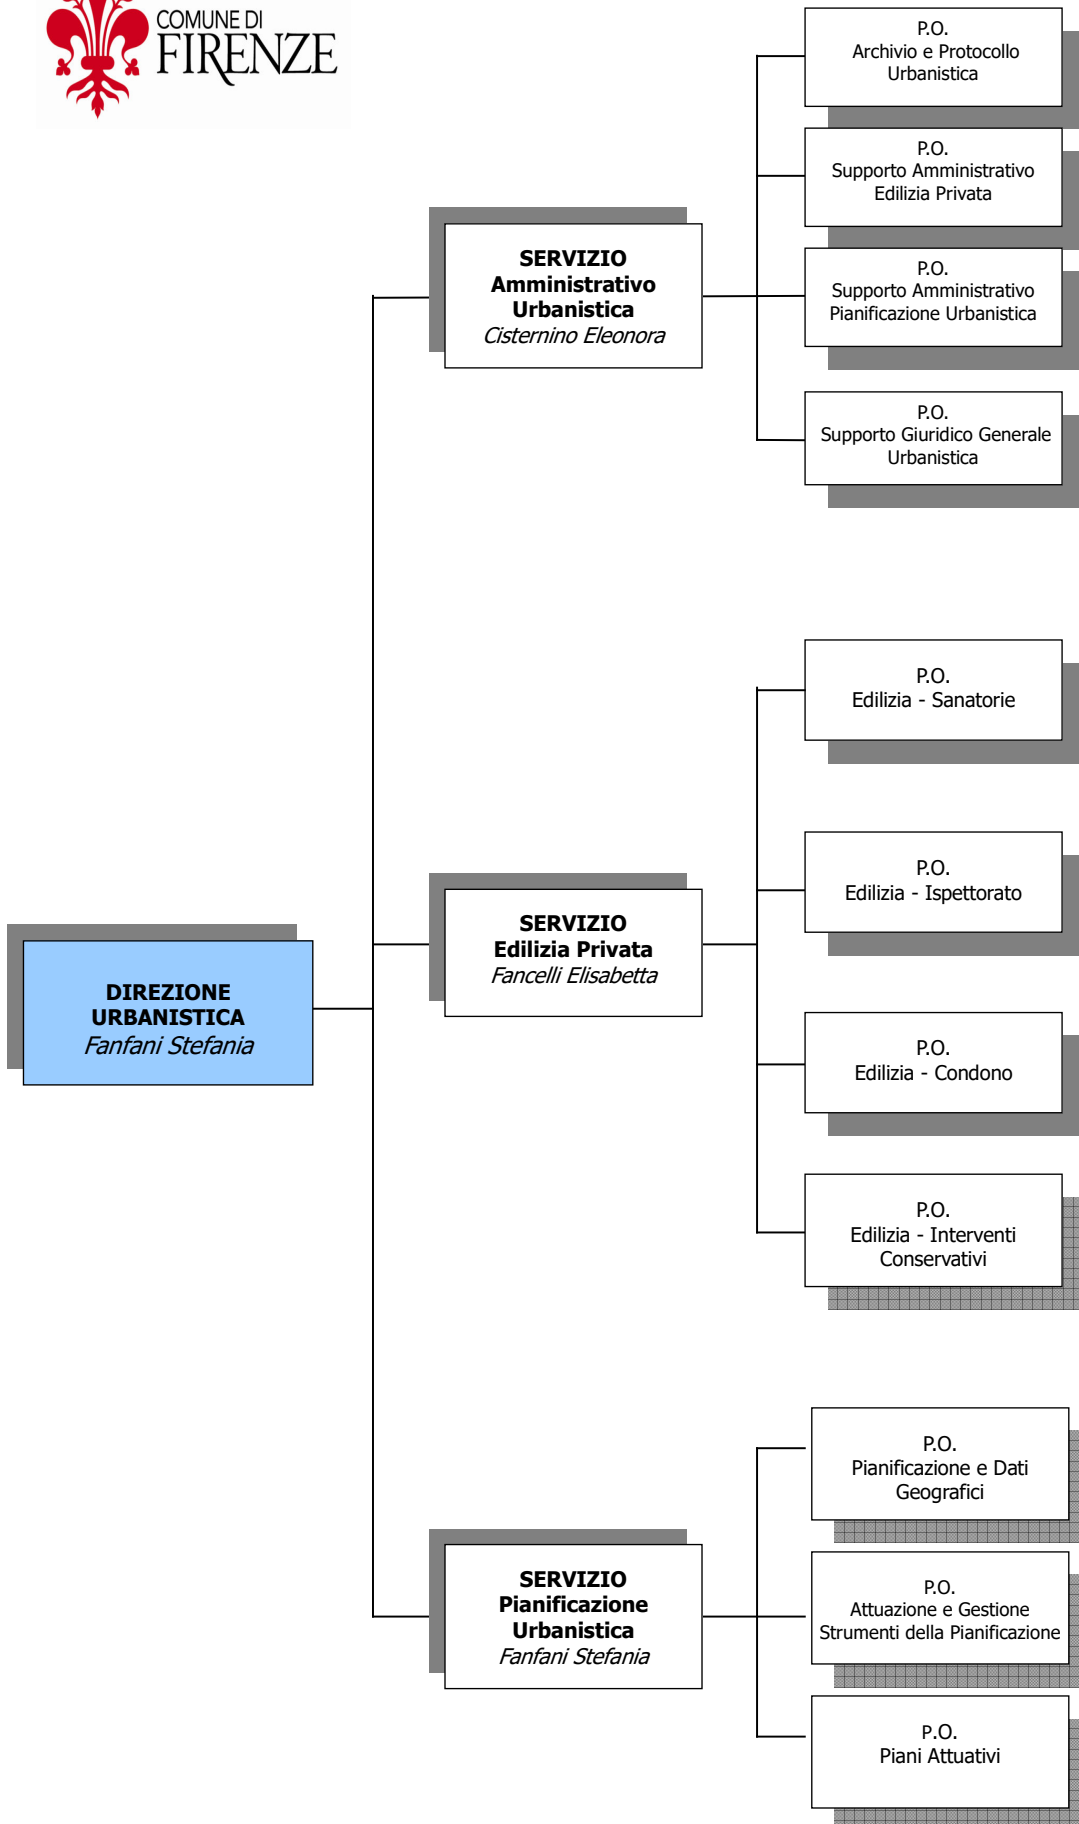 COMUNE DI
FIRENZE
DIREZIONE
URBANISTICA
Fanfani Stefania
SERVIZIO
Amministrativo
Urbanistica
Cisternino Eleonora
P.O.
Archivio e Protocollo
Urbanistica
P.O.
Supporto Amministrativo
Edilizia Privata
P.O.
Supporto Amministrativo
Pianificazione Urbanistica
P.O.
Supporto Giuridico Generale
Urbanistica
SERVIZIO
Edilizia Privata
Fancelli Elisabetta
P.O.
Edilizia - Sanatorie
P.O.
Edilizia - Ispettorato
P.O.
Edilizia - Condono
P.O.
Edilizia - Interventi
Conservativi
SERVIZIO
Pianificazione
Urbanistica
Fanfani Stefania
P.O.
Pianificazione e Dati
Geografici
P.O.
Attuazione e Gestione
Strumenti della Pianificazione
P.O.
Piani Attuativi